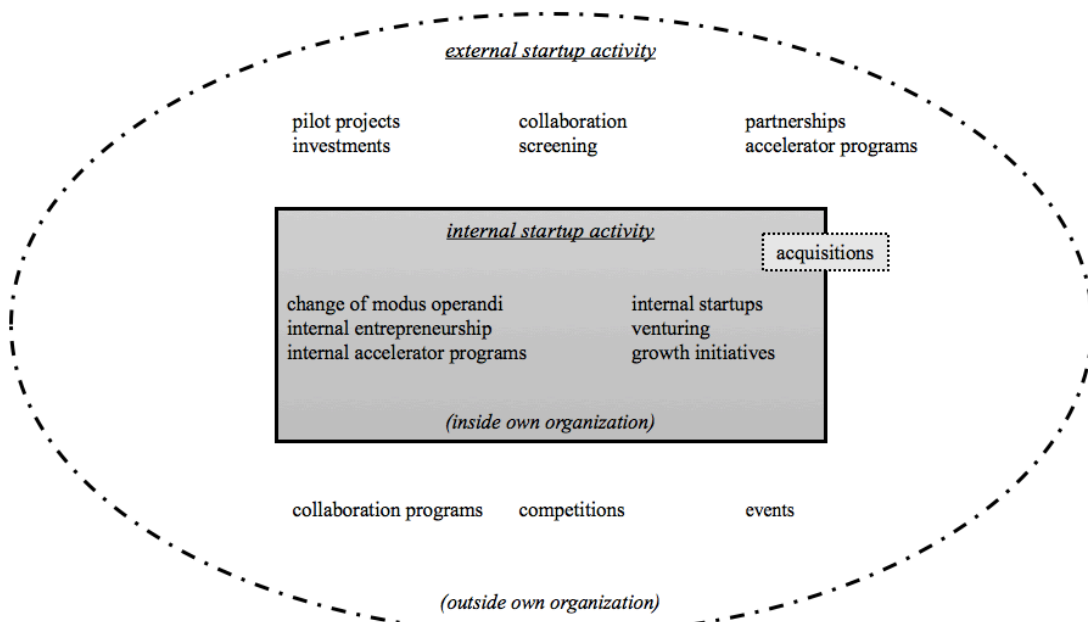 external startup activity
pilot projects collaboration partnerships
investments screening accelerator programs
internal startup activity
acquisitions
change of modus operandi internal startups
internal entrepreneurship venturing
internal accelerator programs growth initiatives
(inside own organization)
collaboration programs competitions events
(outside own organization)